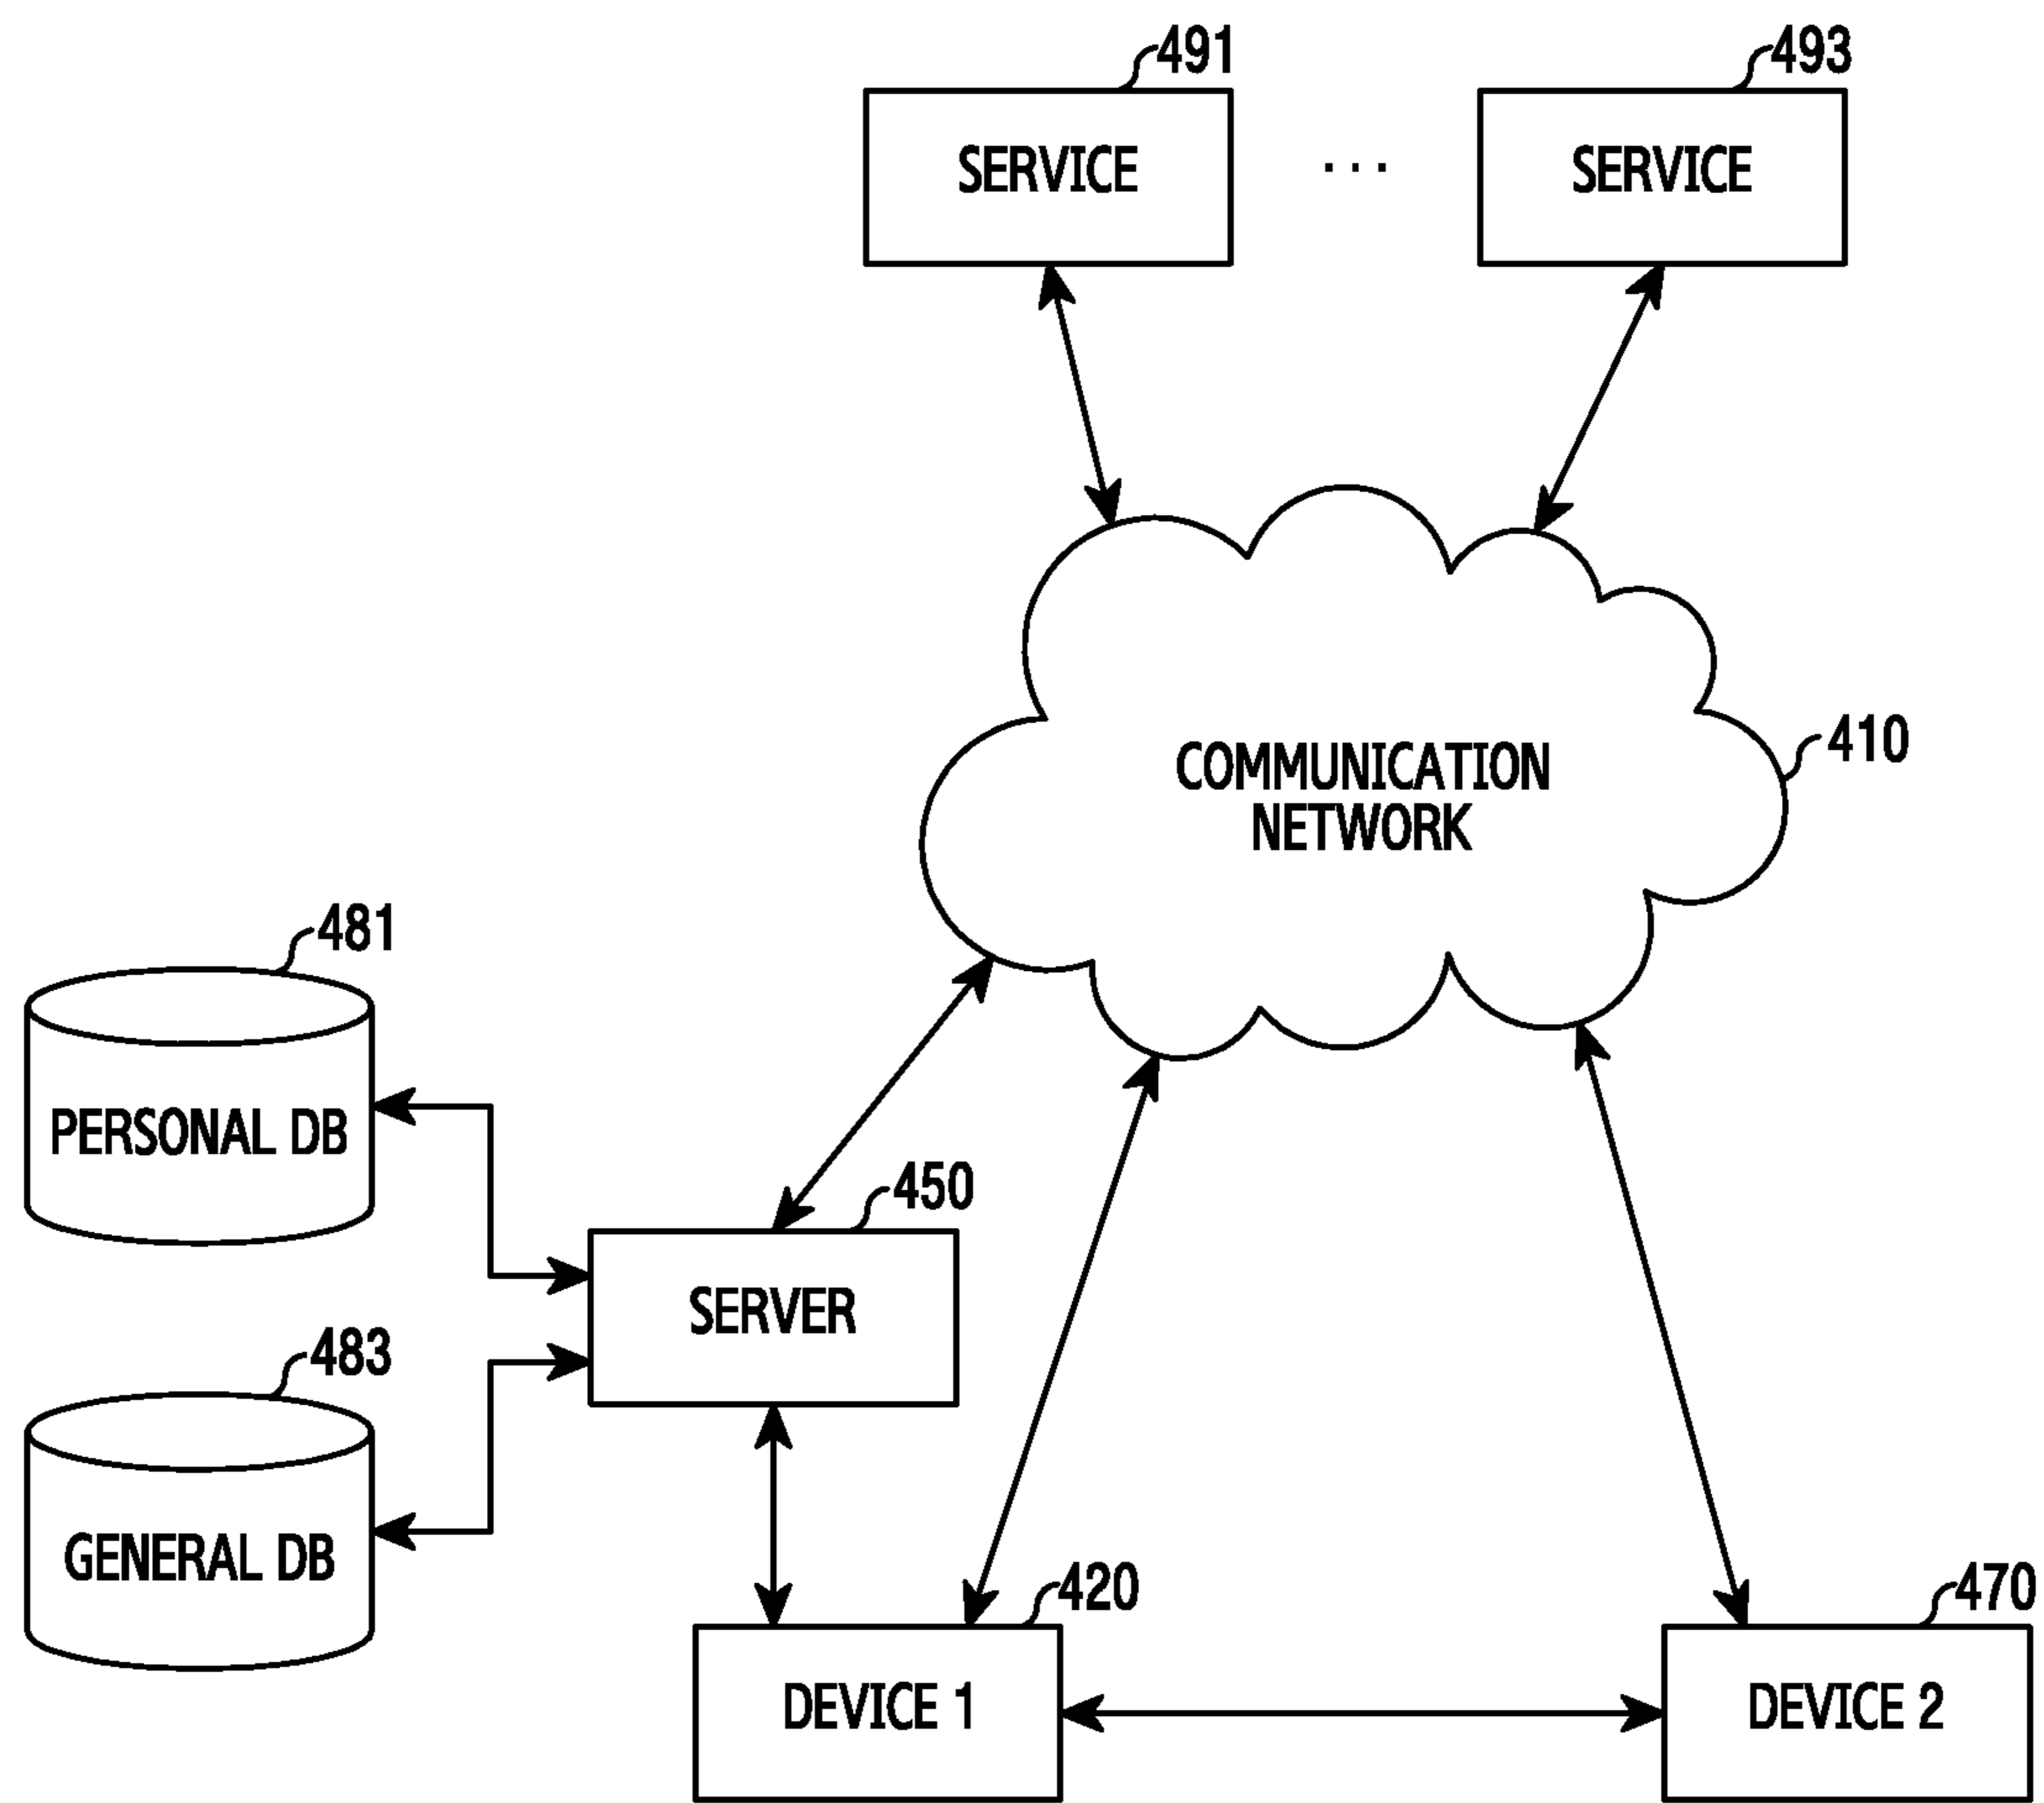 491
493
SERVICE
...
SERVICE
COMMUNICATION
NETWORK
410
481
PERSONAL DB
450
SERVER
483
GENERAL DB
420
DEVICE 1
470
DEVICE 2